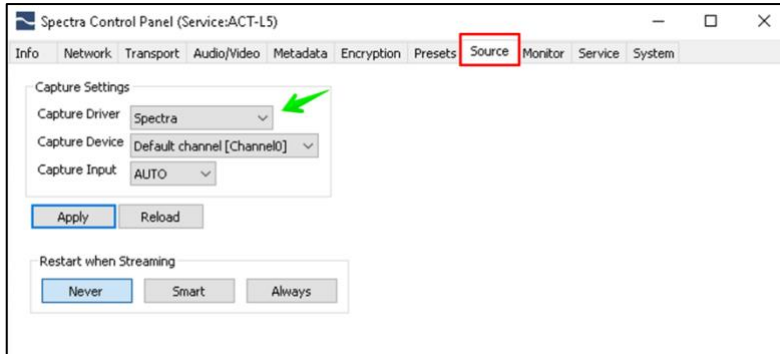 Spectra Control Panel (Service:ACT-L5)
Info Network Transport Audio/Video Metadata Encryption Presets Source Monitor Service System
Capture Settings
Capture Driver Spectra
Capture Device Default channel [Channel0]
Capture Input AUTO
Apply Reload
Restart when Streaming
Never Smart Always